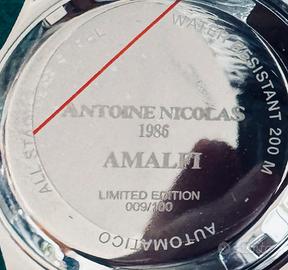 WATER RESISTANT 200 M
ANTOINE NICOLAS
1986
AMALFI
LIMITED EDITION
009/100
AUTOMATICO